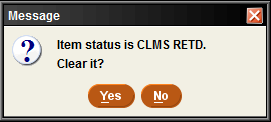 Message
Item status is CLMS RETD.
Clear it?
Yes No